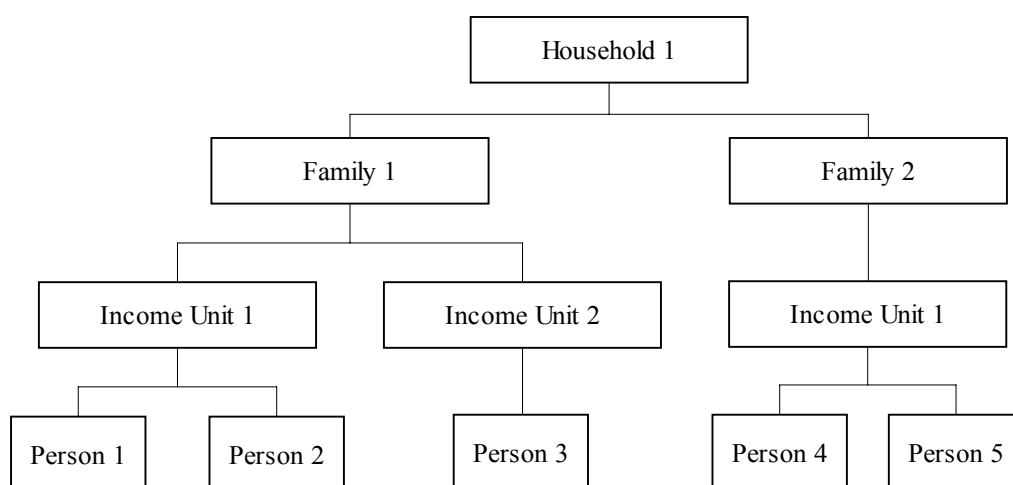 Household 1
Family 1
Family 2
Income Unit 1
Income Unit 2
Income Unit 1
Person 1
Person 2
Person 3
Person 4
Person 5